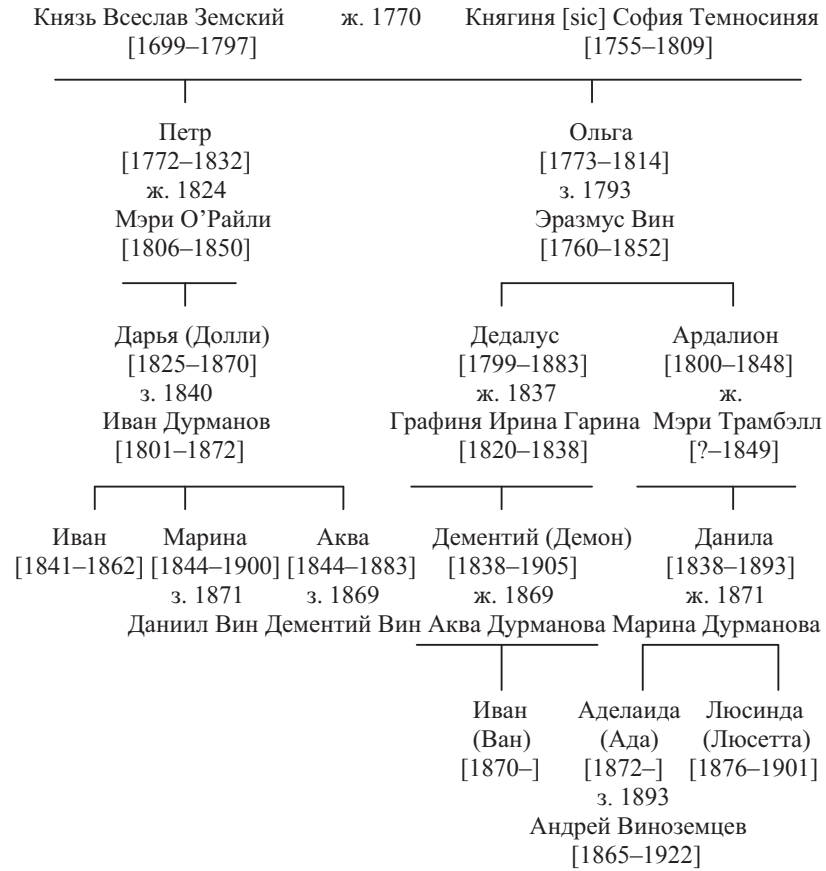 Князь Всеслав Земский ж. 1770 Княгиня [sic] София Темносиняя
[1699–1797] [1755–1809]
Петр Ольга
[1772–1832] [1773–1814]
ж. 1824 з. 1793
Мэри О’Райли Эразмус Вин
[1806–1850] [1760–1852]
Дарья (Долли) Дедалус Ардалион
[1825–1870] [1799–1883] [1800–1848]
з. 1840 ж. 1837 ж.
Иван Дурманов Графиня Ирина Гарина Мэри Трамбэлл
[1801–1872] [1820–1838] [?–1849]
Иван Марина Аква Дементий (Демон) Данила
[1841–1862] [1844–1900] [1844–1883] [1838–1905] [1838–1893]
з. 1871 з. 1869 ж. 1869 ж. 1871
Даниил Вин Дементий Вин Аква Дурманова Марина Дурманова
Иван Аделаида Люсинда
(Ван) (Ада) (Люсетта)
[1870–] [1872–] [1876–1901]
з. 1893
Андрей Виноземцев
[1865–1922]